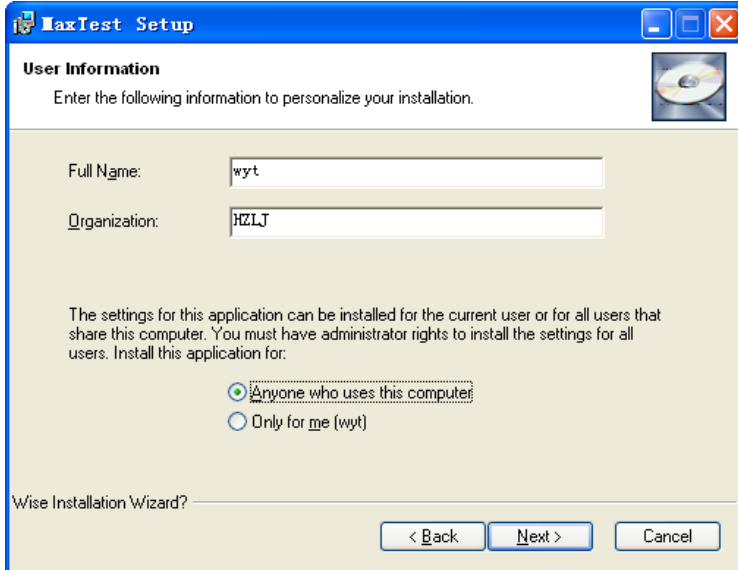 MaxTest Setup
User Information
Enter the following information to personalize your installation.
Full Name:
wyt
Organization:
HZLJ
The settings for this application can be installed for the current user or for all users that
share this computer. You must have administrator rights to install the settings for all
users. Install this application for:
Anyone who uses this computer
Only for me (wyt)
Wise Installation Wizard?
< Back
Next >
Cancel